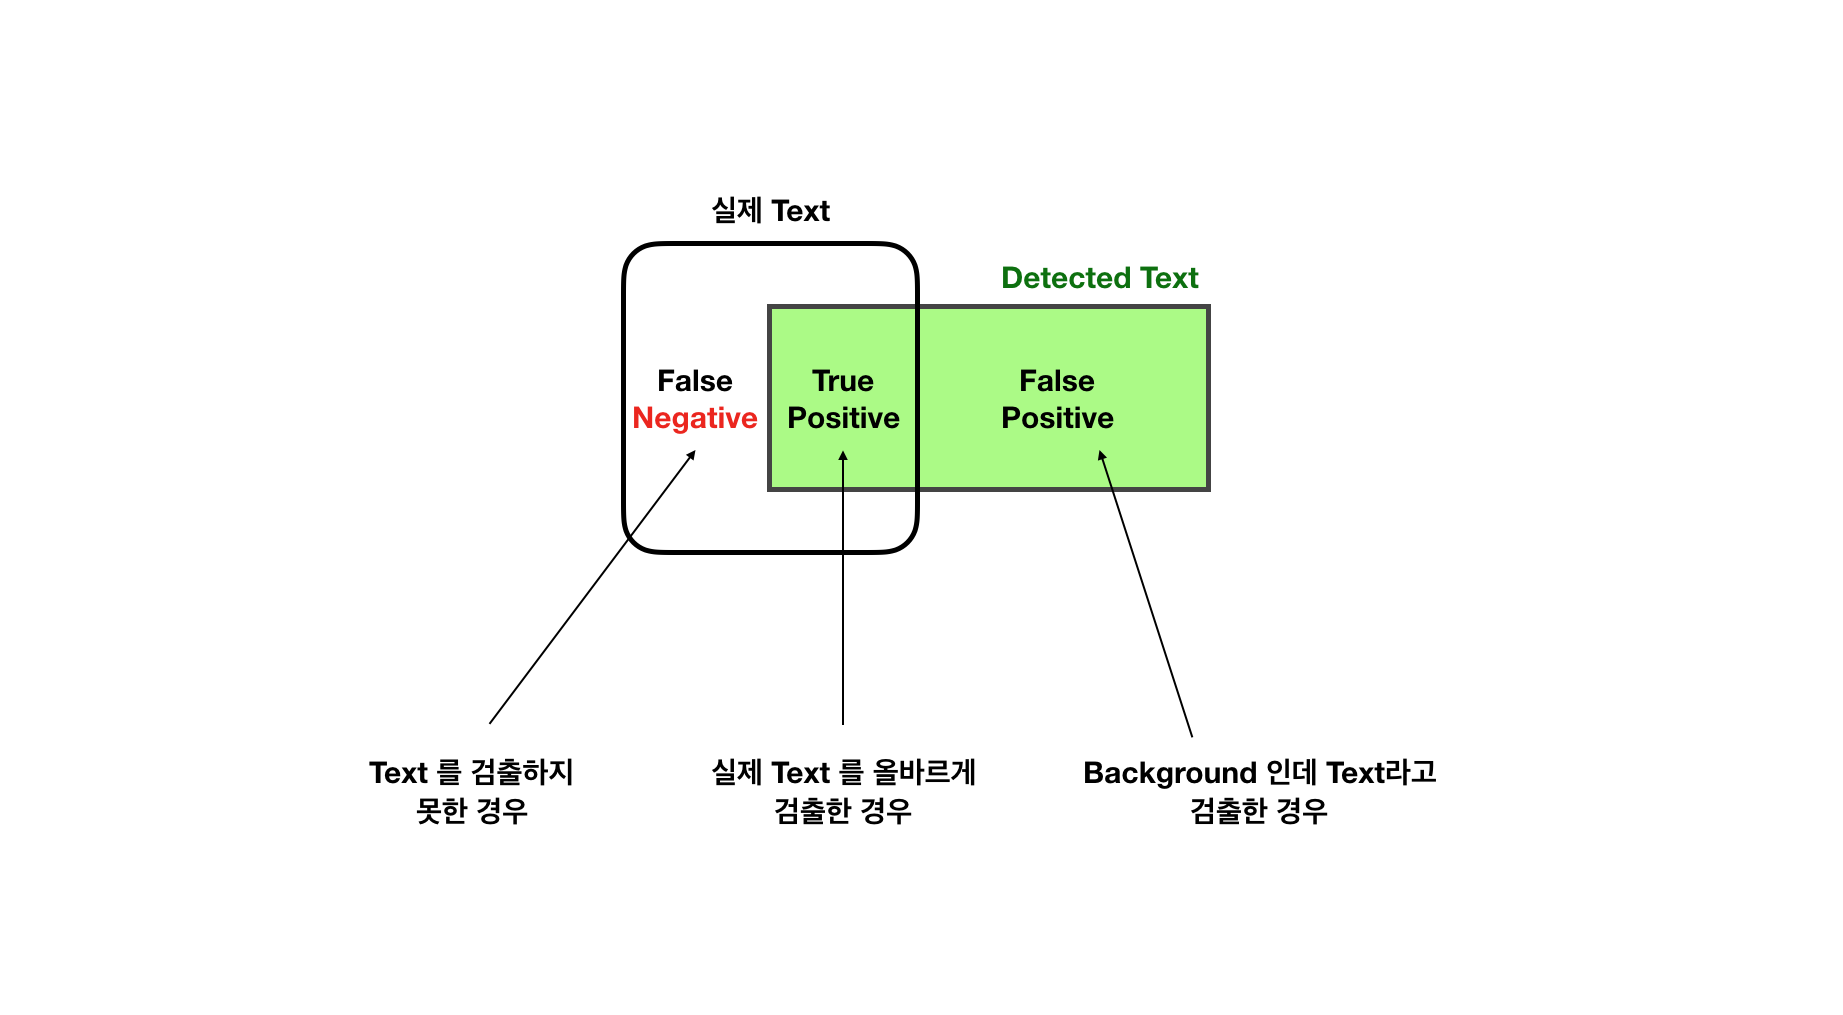 실제 Text
Detected Text
False
Negative
True
Positive
False
Positive
Text 를 검출하지
못한 경우
실제 Text 를 올바르게
검출한 경우
Background 인데 Text라고
검출한 경우